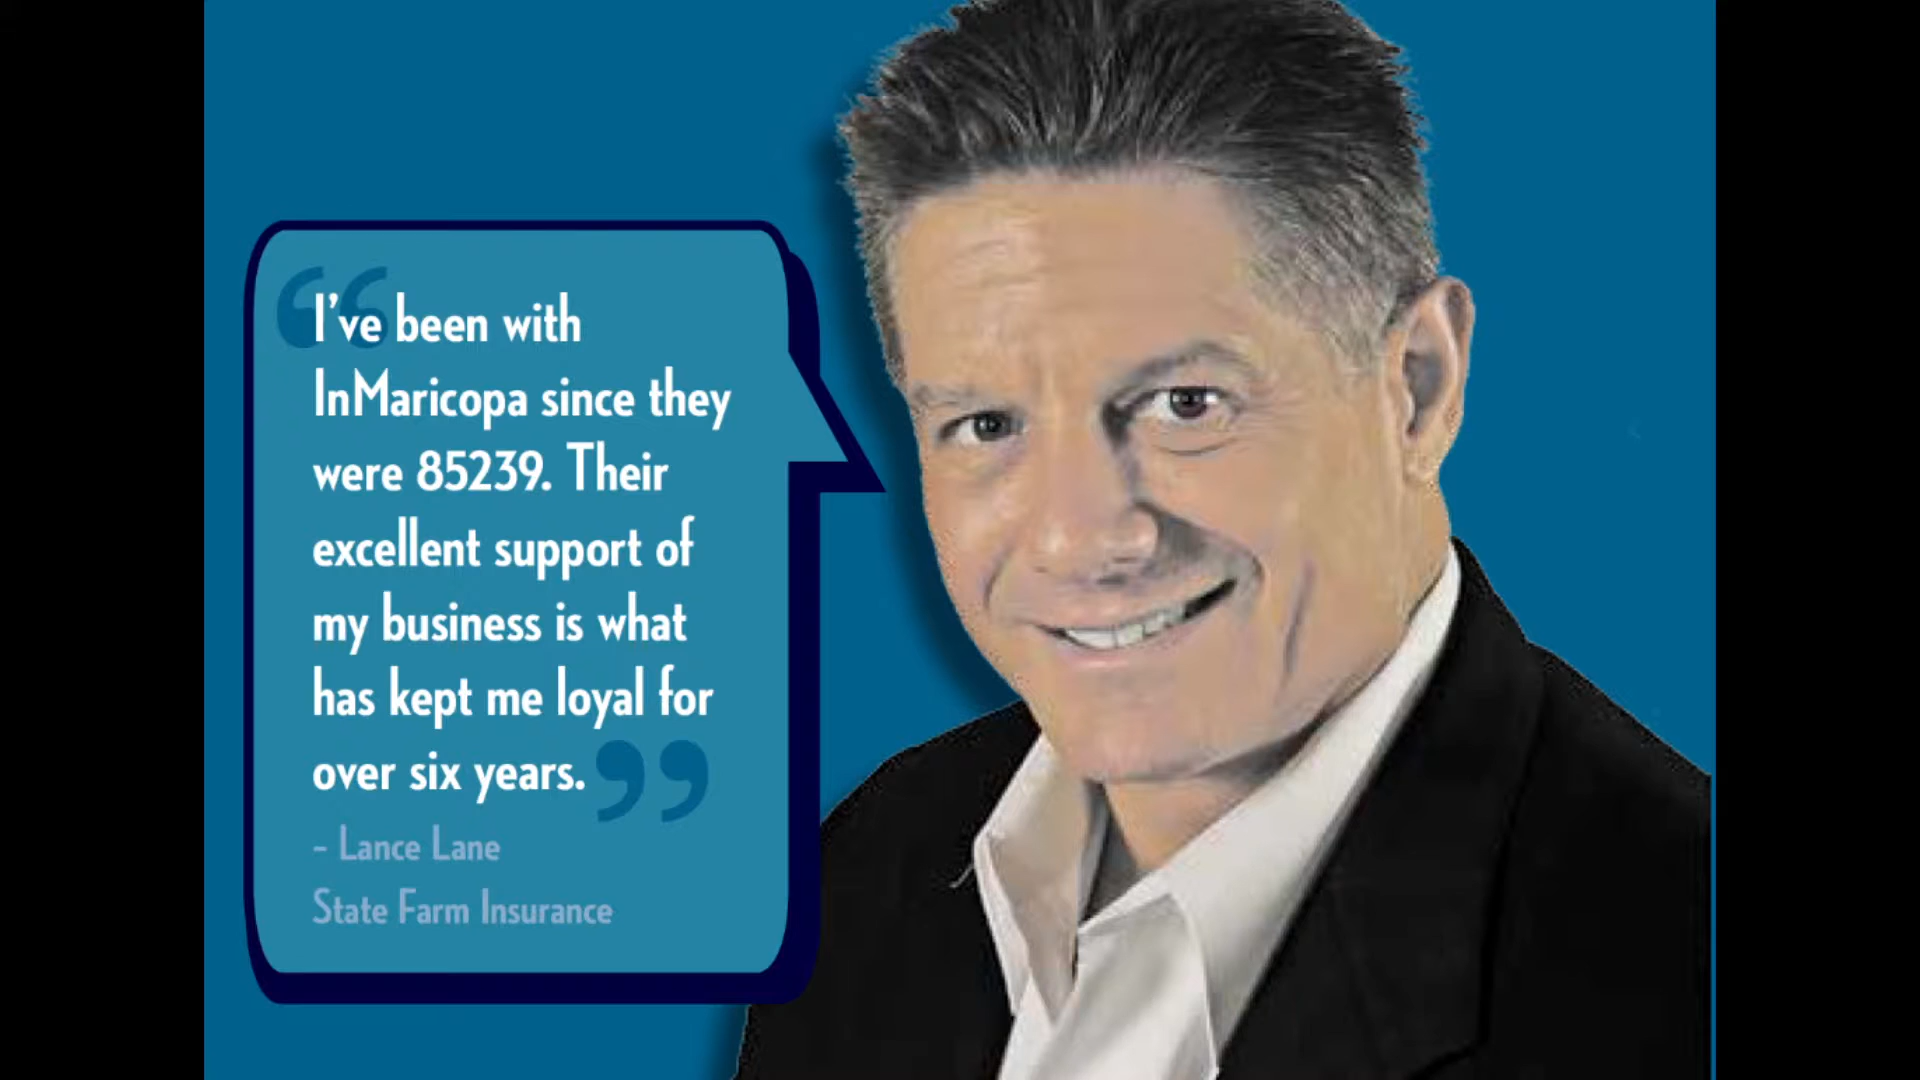 “I’ve been with
InMaricopa since they
were 85239. Their
excellent support of
my business is what
has kept me loyal for
over six years.”
– Lance Lane
State Farm Insurance